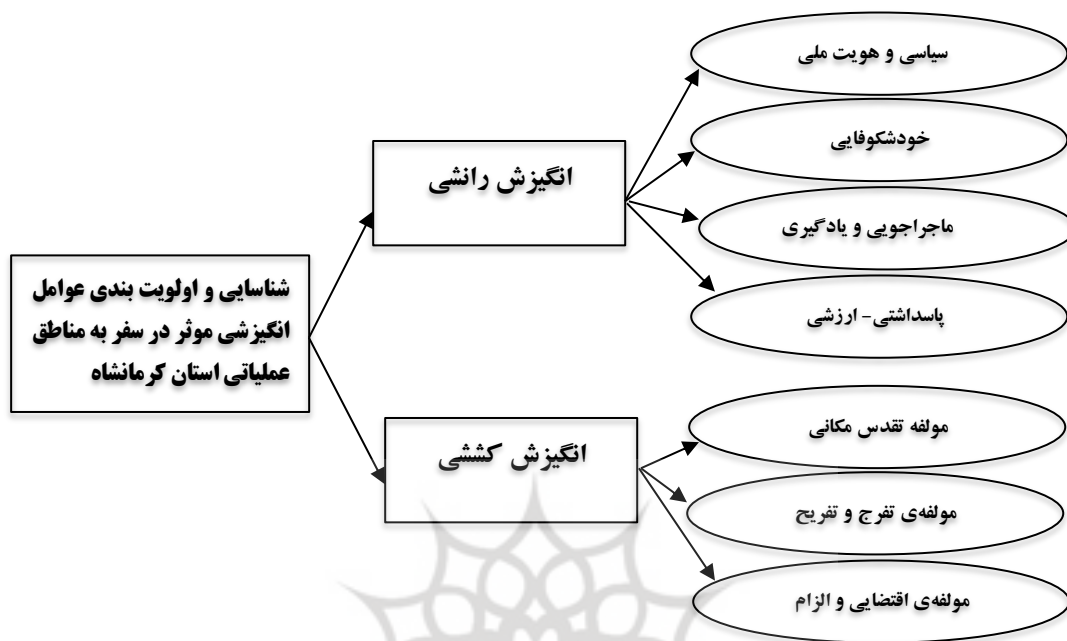 شناسایی و اولویت بندی عوامل
انگیزشی موثر در سفر به مناطق
عملیاتی استان کرمانشاه
انگیزش رانشی
سیاسی و هویت ملی
خودشکوفایی
ماجراجویی و یادگیری
پاسداشتی- ارزشی
انگیزش کششی
مولفه تقدس مکانی
مولفه‌ی تفرج و تفریح
مولفه‌ی اقتضایی و الزام